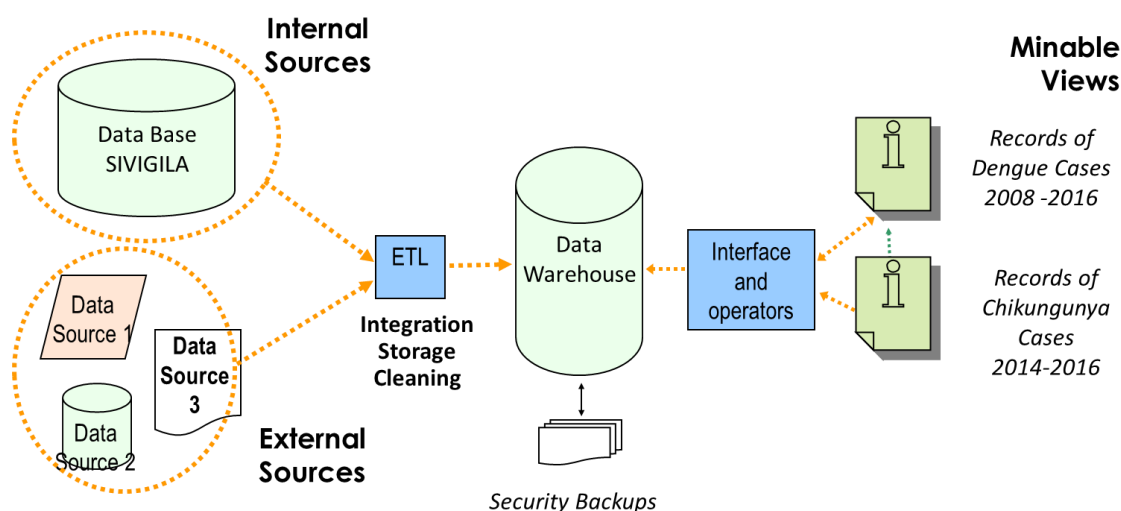 Internal
Sources
Data Base
SIVIGILA
Data
Source 1
Data
Source
3
Data
Source 2
External
Sources
ETL
Integration
Storage
Cleaning
Data
Warehouse
Security Backups
Interface
and
operators
Minable
Views
i
Records of
Dengue Cases
2008 -2016
i
Records of
Chikungunya
Cases
2014-2016